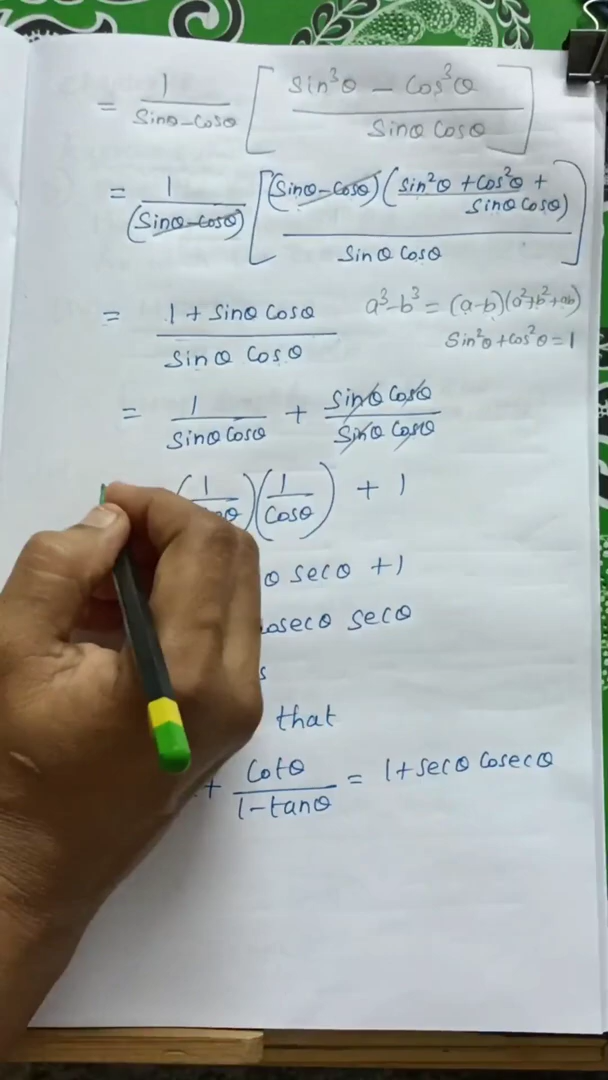 = 1/(Sinθ-Cosθ) [ (Sin³θ - Cos³θ)/(Sinθ Cosθ) ]
= 1/(Sinθ-Cosθ) [ (Sinθ-Cosθ)(Sin²θ + Cos²θ + Sinθ Cosθ)/(Sinθ Cosθ) ]
= (1 + Sinθ Cosθ)/(Sinθ Cosθ)
a³-b³ = (a-b)(a²+b²+ab)
Sin²θ + Cos²θ = 1
= 1/(Sinθ Cosθ) + (Sinθ Cosθ)/(Sinθ Cosθ)
(1/θ)(1/Cosθ) + 1
θ secθ + 1
secθ secθ
s
that
+ Cotθ/(1-tanθ) = 1 + secθ Cosecθ